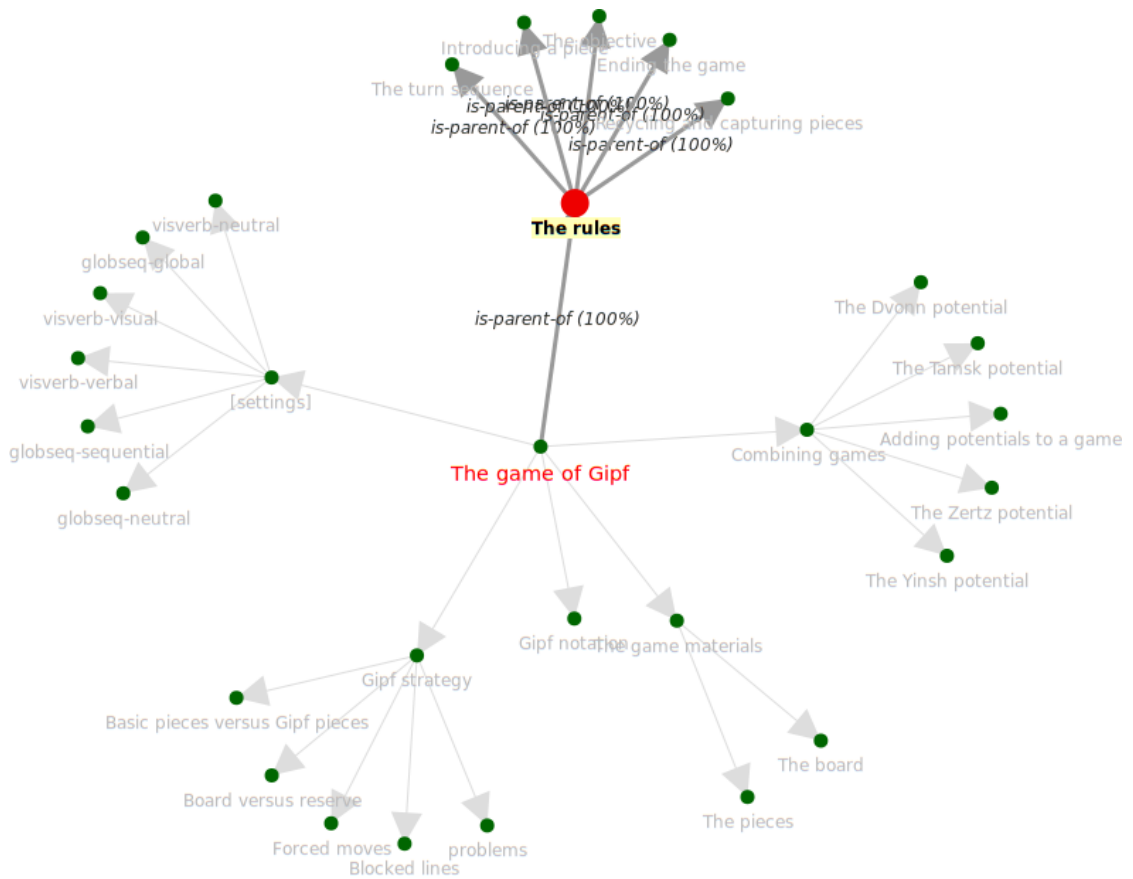 The objective
Introducing a piece
Ending the game
The turn sequence
is-parent-of (100%)
is-parent-of (100%)
is-parent-of (100%)
Recycling and capturing pieces
is-parent-of (100%)
is-parent-of (100%)
visverb-neutral
The rules
globseq-global
The Dvonn potential
visverb-visual
is-parent-of (100%)
The Tamsk potential
visverb-verbal
[settings]
Adding potentials to a game
globseq-sequential
Combining games
The game of Gipf
The Zertz potential
globseq-neutral
The Yinsh potential
Gipf notation
The game materials
Gipf strategy
Basic pieces versus Gipf pieces
The board
Board versus reserve
The pieces
Forced moves
problems
Blocked lines